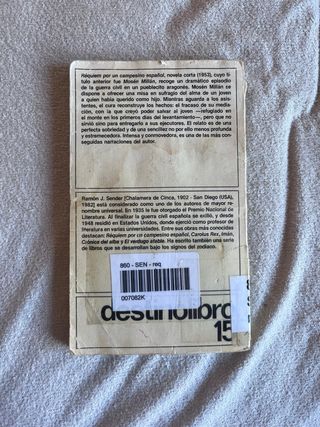 Réquiem por un campesino español, novela corta (1953), cuyo tí-
tulo anterior fue Mosén Millán, recoge un dramático episodio
de la guerra civil en un pueblecito aragonés. Mosén Millán se
dispone a ofrecer una misa en sufragio del alma de un joven
a quien había querido como hijo. Mientras aguarda a los asis-
tentes, el cura reconstruye los hechos: el fracaso de su media-
ción, con la que creyó poder salvar al joven —refugiado en
el monte en los primeros días del levantamiento—, pero que no
sirvió sino para entregarlo a sus ejecutores. El relato es de una
perfecta sobriedad y de una sencillez no por ello menos profunda y
estremecedora. Intensa y conmovedora, es una de las más con-
seguidas narraciones del autor.
Ramón J. Sender [Chalamera de Cinca, 1902 - San Diego (USA),
1982] está considerado como uno de los autores de mayor re-
nombre universal. En 1935 le fue otorgado el Premio Nacional de
Literatura. Al finalizar la guerra civil española se exilió, y desde
1948 residió en Estados Unidos, donde ejerció como profesor de
literatura en varias universidades. Entre sus obras más conocidas
destacan: Réquiem por un campesino español, Carolus Rex, Imán,
Crónica del alba y El verdugo afable. Ha escrito también una serie
de libros que se desarrollan bajo los signos del zodíaco.
860 - SEN - req
007082K
destinolibro
15